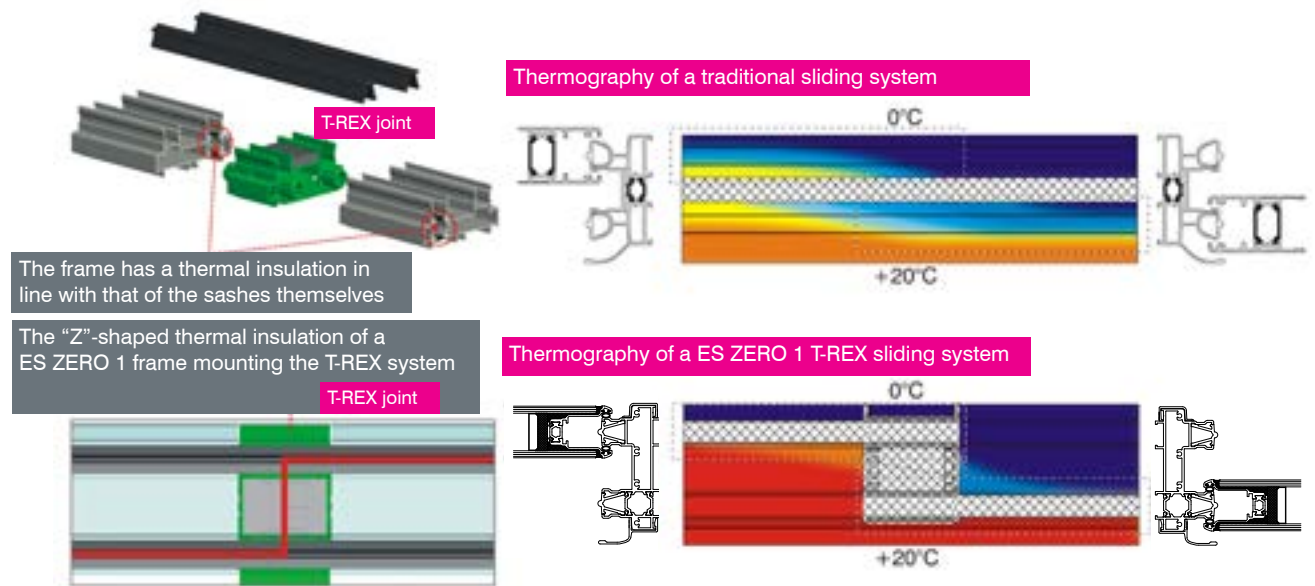 T-REX joint
The frame has a thermal insulation in
line with that of the sashes themselves
The “Z”-shaped thermal insulation of a
ES ZERO 1 frame mounting the T-REX system
T-REX joint
Thermography of a traditional sliding system
0°C
+20°C
Thermography of a ES ZERO 1 T-REX sliding system
0°C
+20°C